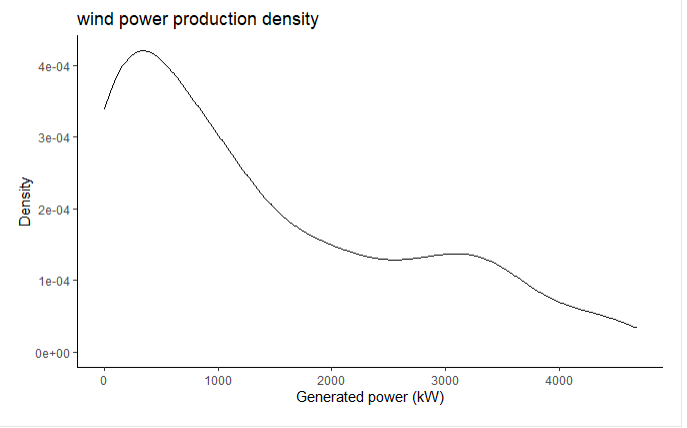 wind power production density
4e-04
3e-04
2e-04
1e-04
0e+00
Density
0 1000 2000 3000 4000
Generated power (kW)